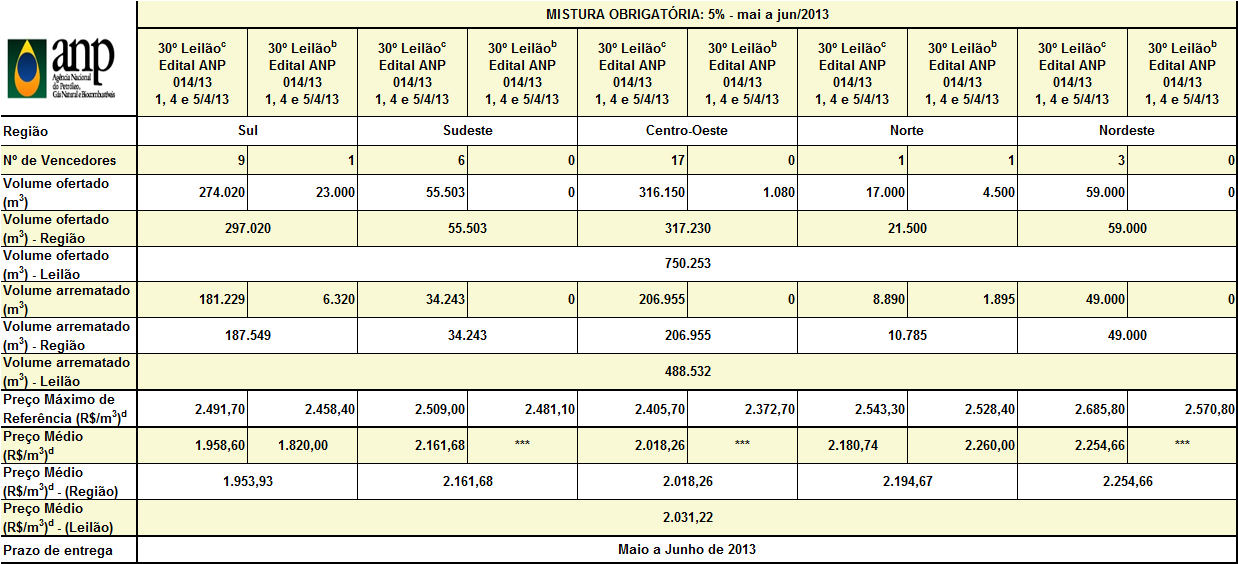 MISTURA OBRIGATÓRIA: 5% - mai a jun/2013
anp
Agência Nacional
do Petróleo,
Gás Natural e Biocombustíveis
30º Leilãoᶜ 30º Leilãoᵇ 30º Leilãoᶜ 30º Leilãoᵇ 30º Leilãoᶜ 30º Leilãoᵇ 30º Leilãoᶜ 30º Leilãoᵇ 30º Leilãoᶜ 30º Leilãoᵇ
Edital ANP Edital ANP Edital ANP Edital ANP Edital ANP Edital ANP Edital ANP Edital ANP Edital ANP Edital ANP
014/13 014/13 014/13 014/13 014/13 014/13 014/13 014/13 014/13 014/13
1, 4 e 5/4/13 1, 4 e 5/4/13 1, 4 e 5/4/13 1, 4 e 5/4/13 1, 4 e 5/4/13 1, 4 e 5/4/13 1, 4 e 5/4/13 1, 4 e 5/4/13 1, 4 e 5/4/13 1, 4 e 5/4/13
Região Sul Sudeste Centro-Oeste Norte Nordeste
Nº de Vencedores 9 1 6 0 17 0 1 1 3 0
Volume ofertado
(m³) 274.020 23.000 55.503 0 316.150 1.080 17.000 4.500 59.000 0
Volume ofertado
(m³) - Região 297.020 55.503 317.230 21.500 59.000
Volume ofertado
(m³) - Leilão 750.253
Volume arrematado
(m³) 181.229 6.320 34.243 0 206.955 0 8.890 1.895 49.000 0
Volume arrematado
(m³) - Região 187.549 34.243 206.955 10.785 49.000
Volume arrematado
(m³) - Leilão 488.532
Preço Máximo de
Referência (R$/m³)ᵈ 2.491,70 2.458,40 2.509,00 2.481,10 2.405,70 2.372,70 2.543,30 2.528,40 2.685,80 2.570,80
Preço Médio
(R$/m³)ᵈ 1.958,60 1.820,00 2.161,68 *** 2.018,26 *** 2.180,74 2.260,00 2.254,66 ***
Preço Médio
(R$/m³)ᵈ - (Região) 1.953,93 2.161,68 2.018,26 2.194,67 2.254,66
Preço Médio
(R$/m³)ᵈ - (Leilão) 2.031,22
Prazo de entrega Maio a Junho de 2013